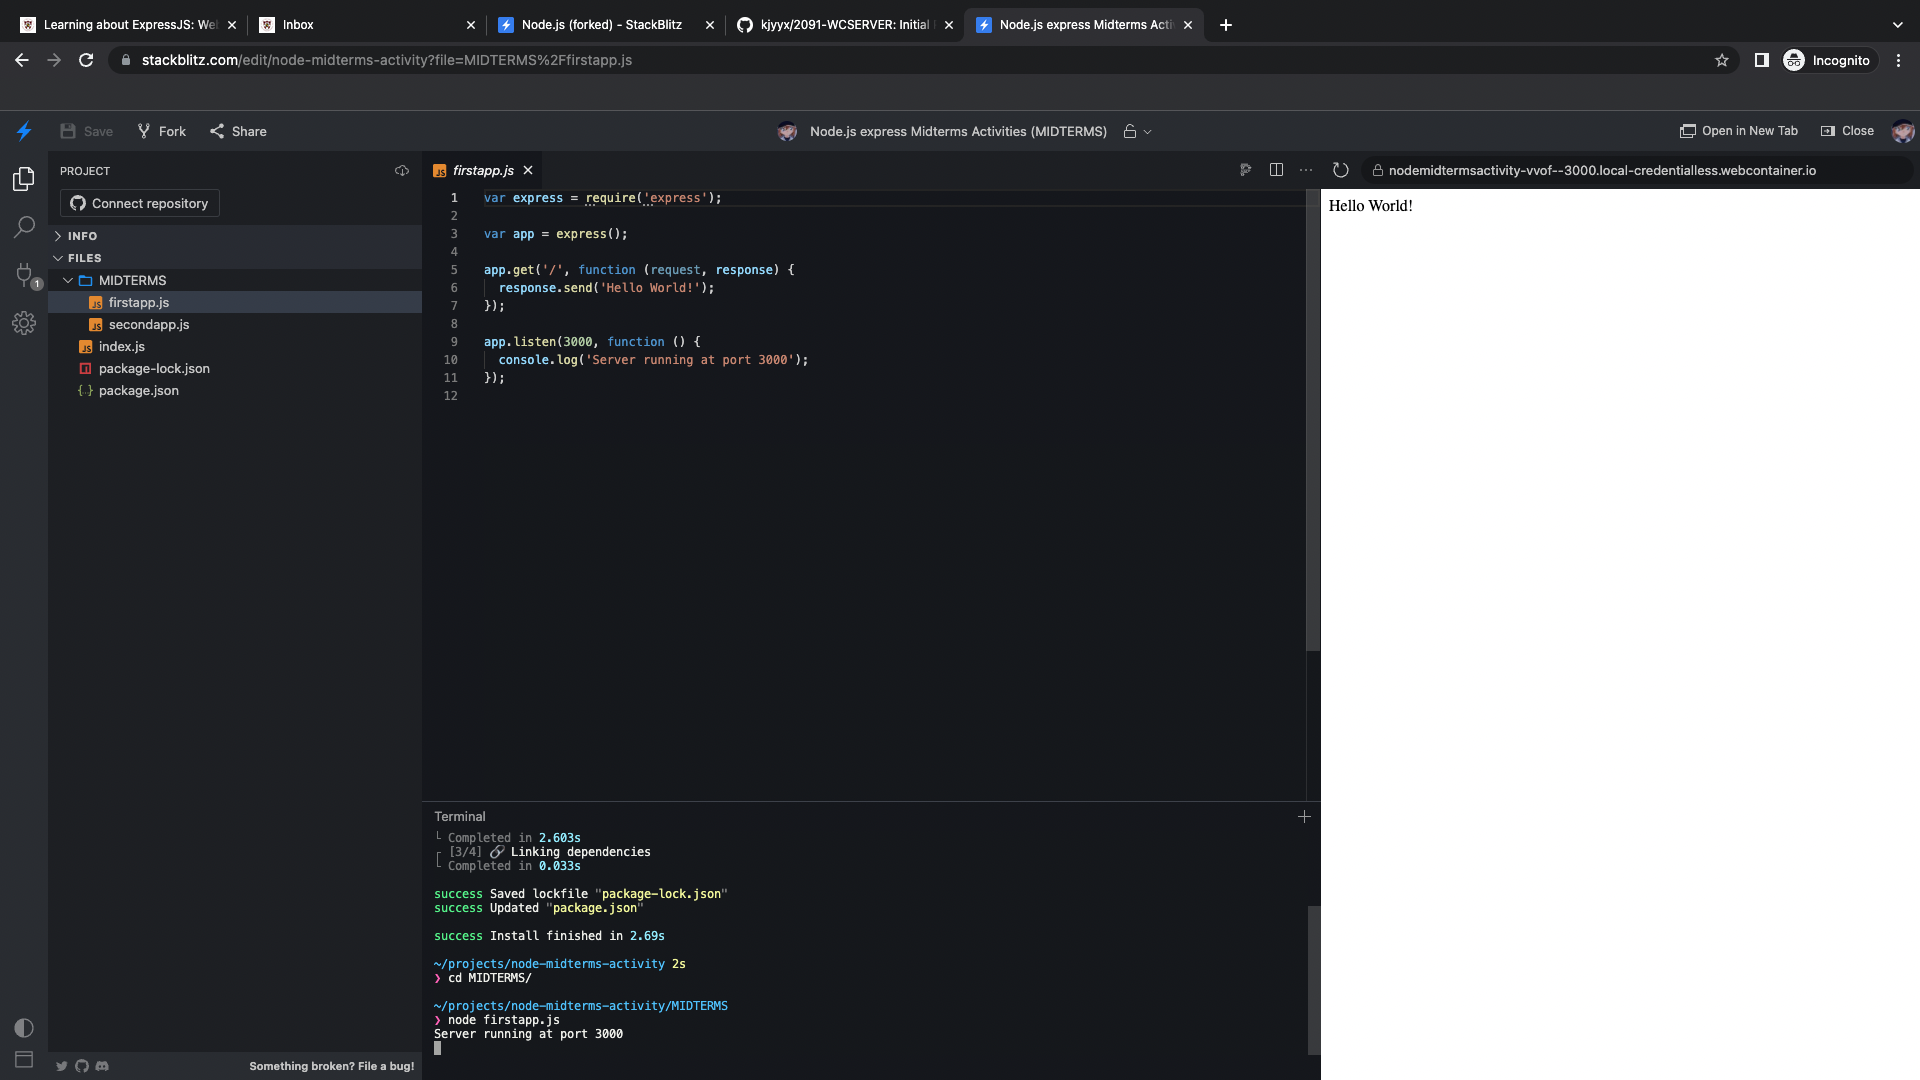 Learning about ExpressJS: We
Inbox
Node.js (forked) - StackBlitz
kjyyx/2091-WCSERVER: Initial
Node.js express Midterms Acti
stackblitz.com/edit/node-midterms-activity?file=MIDTERMS%2Ffirstapp.js
Incognito
Save
Fork
Share
Node.js express Midterms Activities (MIDTERMS)
Open in New Tab
Close
PROJECT
Connect repository
INFO
FILES
MIDTERMS
JS firstapp.js
JS secondapp.js
JS index.js
package-lock.json
{..} package.json
1
JS firstapp.js
nodemidtermsactivity-vvof--3000.local-credentialless.webcontainer.io
1 var express = require('express');
2
3 var app = express();
4
5 app.get('/', function (request, response) {
6 response.send('Hello World!');
7 });
8
9 app.listen(3000, function () {
10 console.log('Server running at port 3000');
11 });
12
Hello World!
Terminal
└ Completed in 2.603s
┌ [3/4] 🔗 Linking dependencies
└ Completed in 0.033s
success Saved lockfile "package-lock.json"
success Updated "package.json"
success Install finished in 2.69s
~/projects/node-midterms-activity 2s
❯ cd MIDTERMS/
~/projects/node-midterms-activity/MIDTERMS
❯ node firstapp.js
Server running at port 3000
Something broken? File a bug!